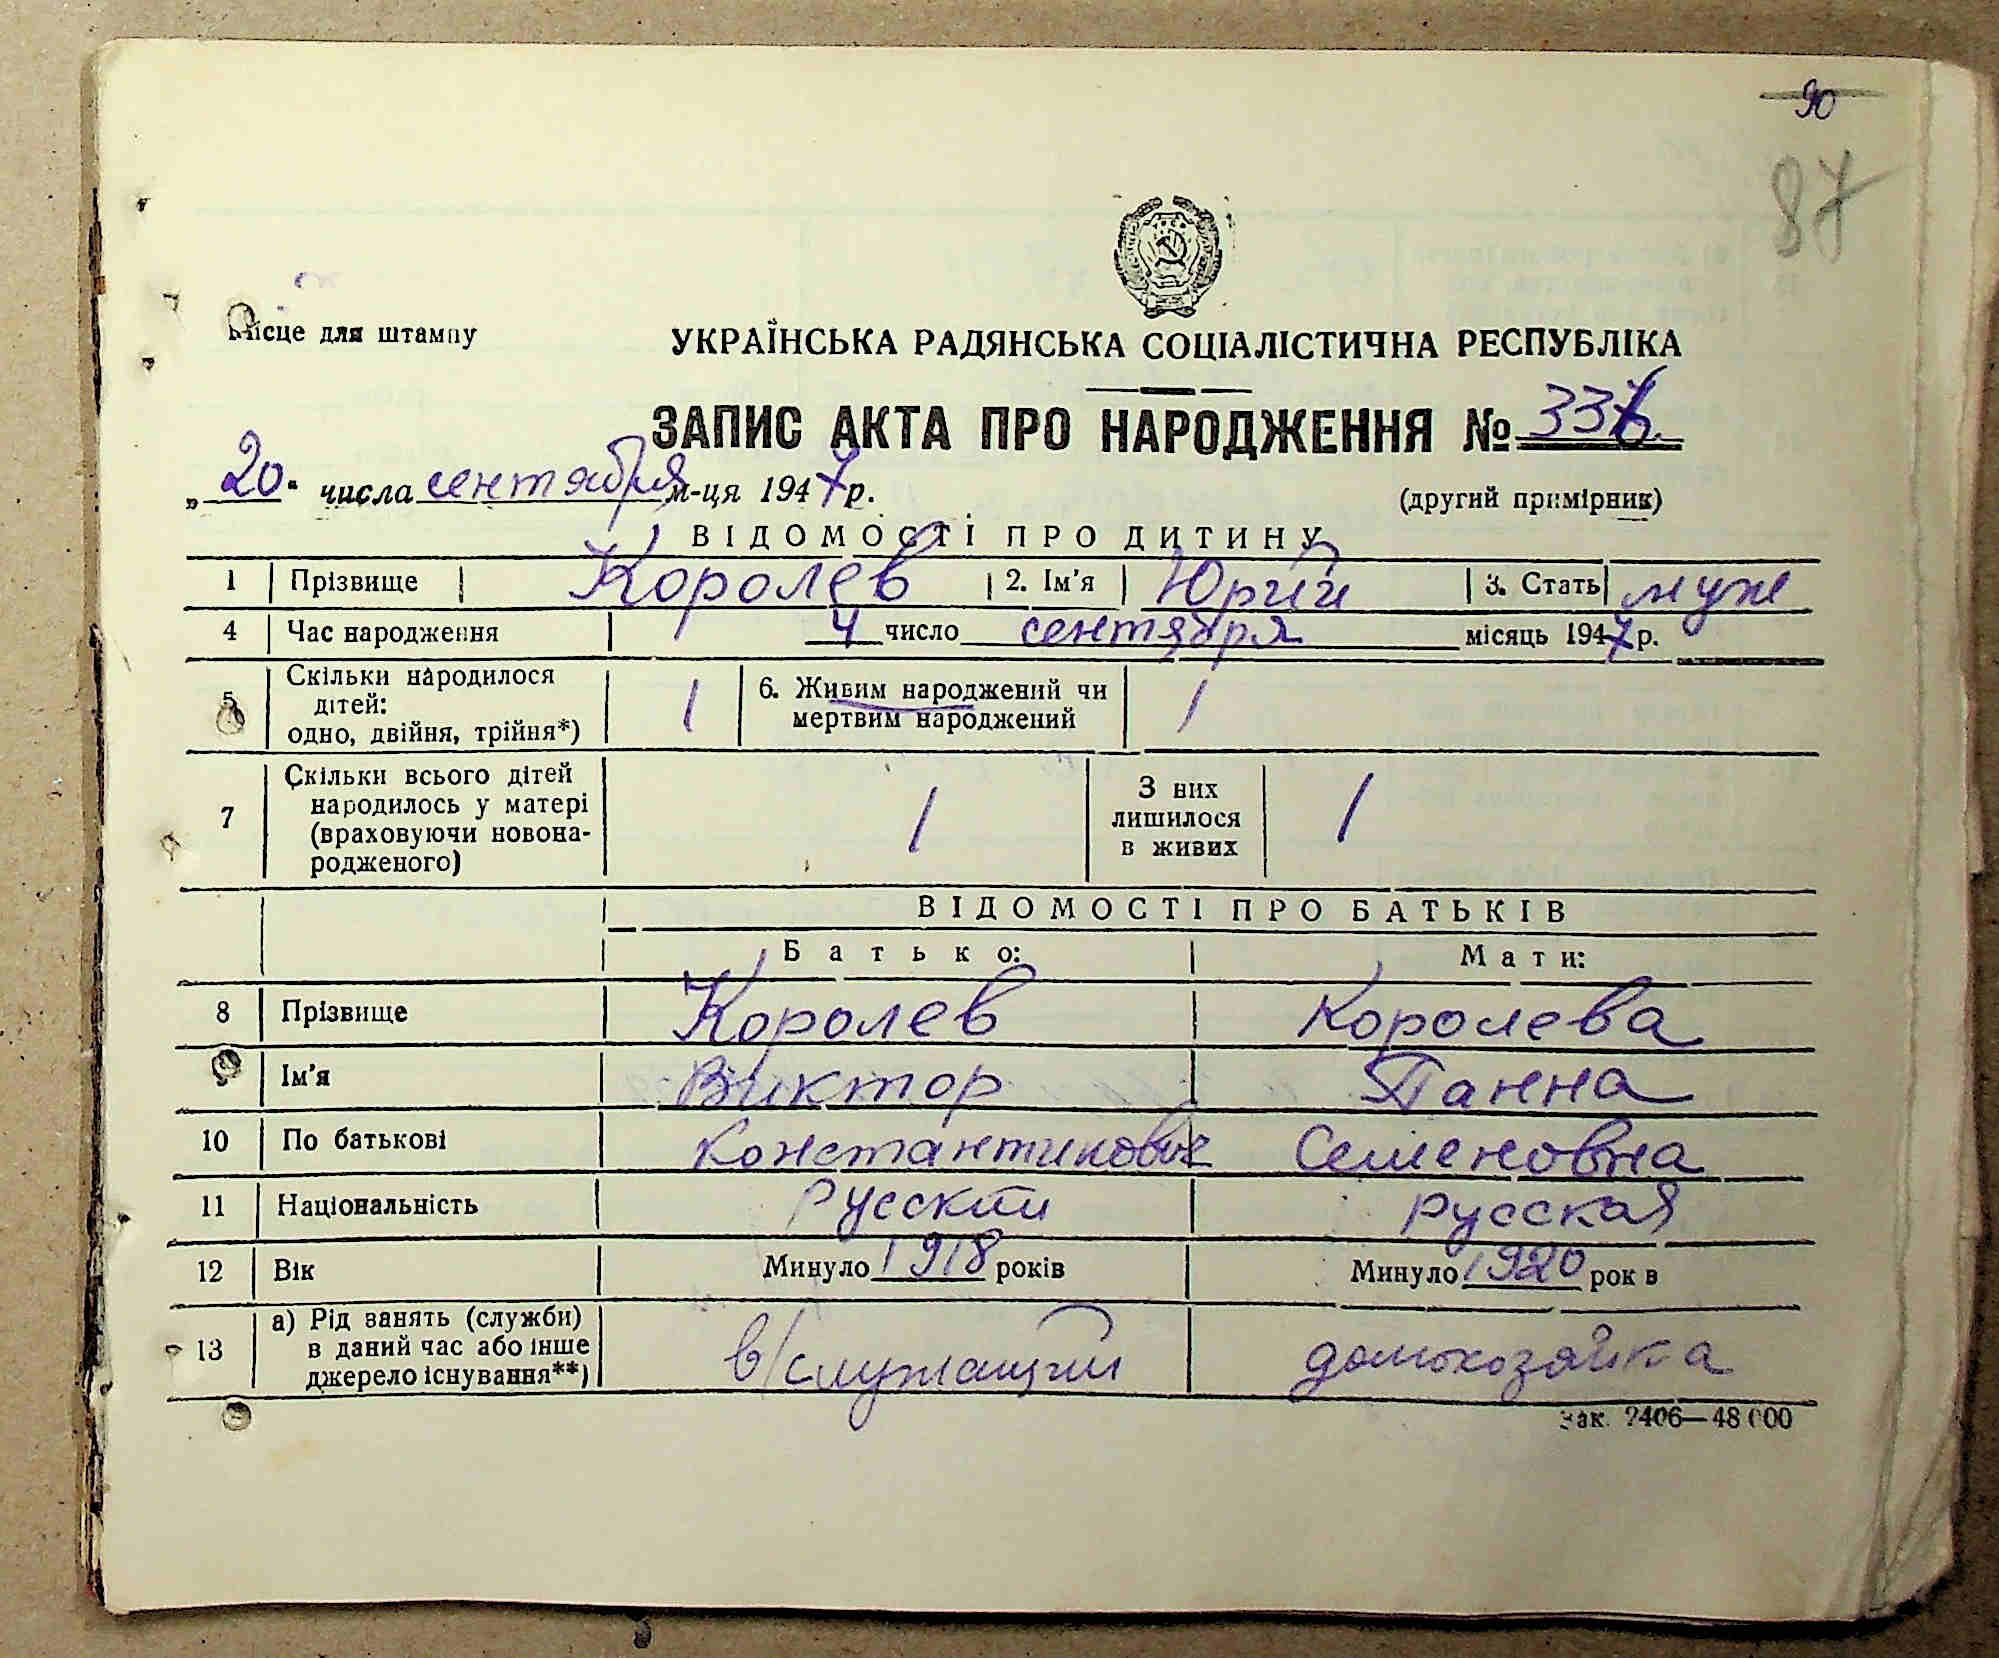 90
87
Місце для штампу
УКРАЇНСЬКА РАДЯНСЬКА СОЦІАЛІСТИЧНА РЕСПУБЛІКА
ЗАПИС АКТА ПРО НАРОДЖЕННЯ № 336
„20" числа сентября м-ця 1947 р.
(другий примірник)
ВІДОМОСТІ ПРО ДИТИНУ
1 Прізвище Королев 2. Ім'я Юрий 3. Стать муж
4 Час народження 4 число сентября місяць 1947 р.
5 Скільки народилося дітей: одно, двійня, трійня*) 1 6. Живим народжений чи мертвим народжений 1
7 Скільки всього дітей народилось у матері (враховуючи новонародженого) 1 З них лишилося в живих 1
ВІДОМОСТІ ПРО БАТЬКІВ
Батько: Мати:
8 Прізвище Королев Королева
9 Ім'я Виктор Панна
10 По батькові Константинович Семеновна
11 Національність Русский русская
12 Вік Минуло 1918 років Минуло 1920 рок в
13 а) Рід занять (служби) в даний час або інше джерело існування**) в/служащий домохозяйка
Зак. 2406—48 000